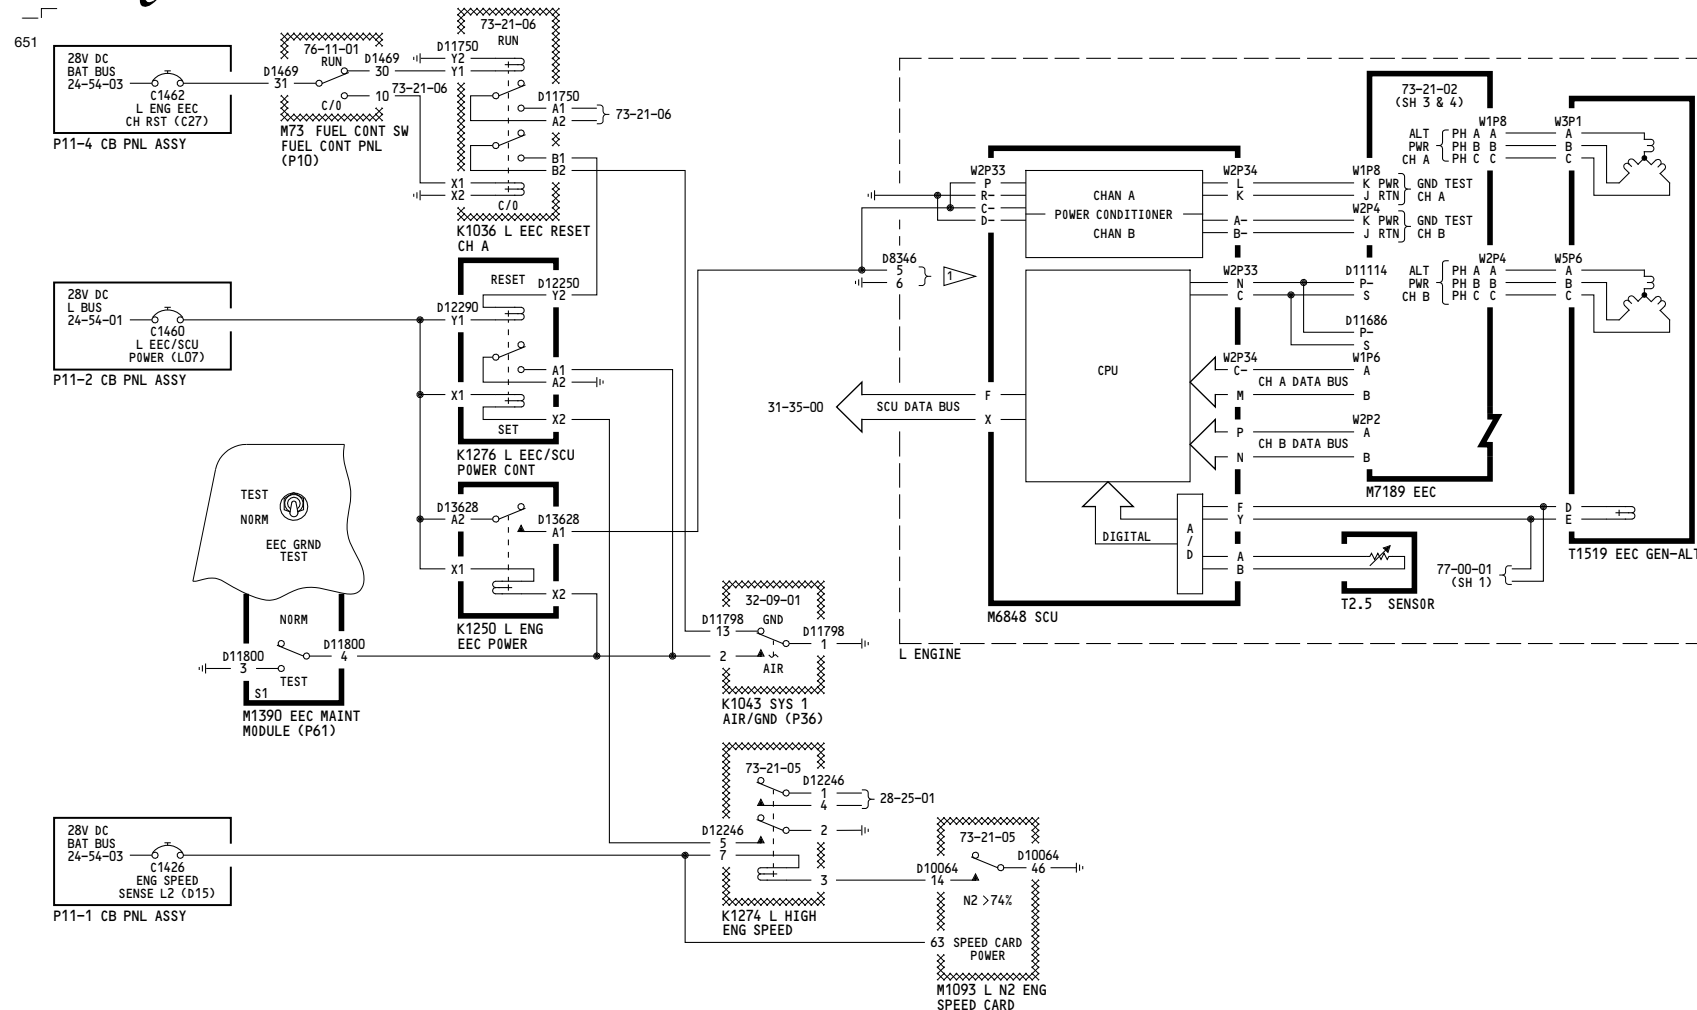 651
28V DC
BAT BUS
24-54-03
C1462
L ENG EEC
CH RST (C27)
P11-4 CB PNL ASSY
76-11-01
RUN
D1469
31
D1469
30
10
C/O
73-21-06
M73 FUEL CONT SW
FUEL CONT PNL
(P10)
73-21-06
RUN
D11750
Y2
Y1
D11750
A1
A2
73-21-06
B1
B2
X1
X2
C/O
K1036 L EEC RESET
CH A
28V DC
L BUS
24-54-01
C1460
L EEC/SCU
POWER (L07)
P11-2 CB PNL ASSY
RESET
D12250
Y2
D12290
Y1
A1
A2
X1
X2
SET
K1276 L EEC/SCU
POWER CONT
D13628
A2
D13628
A1
X1
X2
K1250 L ENG
EEC POWER
TEST
NORM
EEC GRND
TEST
NORM
D11800
3
D11800
4
TEST
S1
M1390 EEC MAINT
MODULE (P61)
32-09-01
D11798
13
GND
D11798
1
2
AIR
K1043 SYS 1
AIR/GND (P36)
73-21-05
D12246
1
4
28-25-01
2
D12246
5
7
3
K1274 L HIGH
ENG SPEED
28V DC
BAT BUS
24-54-03
C1426
ENG SPEED
SENSE L2 (D15)
P11-1 CB PNL ASSY
73-21-05
D10064
14
D10064
46
N2 >74%
63 SPEED CARD
POWER
M1093 L N2 ENG
SPEED CARD
D8346
5
6
1
L ENGINE
W2P33
P
R-
C-
D-
CHAN A
POWER CONDITIONER
CHAN B
W2P34
L
K
A-
B-
W1P8
K PWR
J RTN
GND TEST
CH A
W2P4
K PWR
J RTN
GND TEST
CH B
CPU
W2P33
N
C
D11114
P-
S
D11686
P-
S
W2P34
C-
M
CH A DATA BUS
W1P6
A
B
P
N
CH B DATA BUS
W2P2
A
B
31-35-00
SCU DATA BUS
F
X
DIGITAL
A
/
D
F
Y
A
B
M6848 SCU
73-21-02
(SH 3 & 4)
ALT
PWR
CH A
PH A
PH B
PH C
W1P8
A
B
C
W3P1
A
B
C
ALT
PWR
CH B
PH A
PH B
PH C
W2P4
A
B
C
W5P6
A
B
C
M7189 EEC
D
E
T1519 EEC GEN-ALT
77-00-01
(SH 1)
T2.5 SENSOR